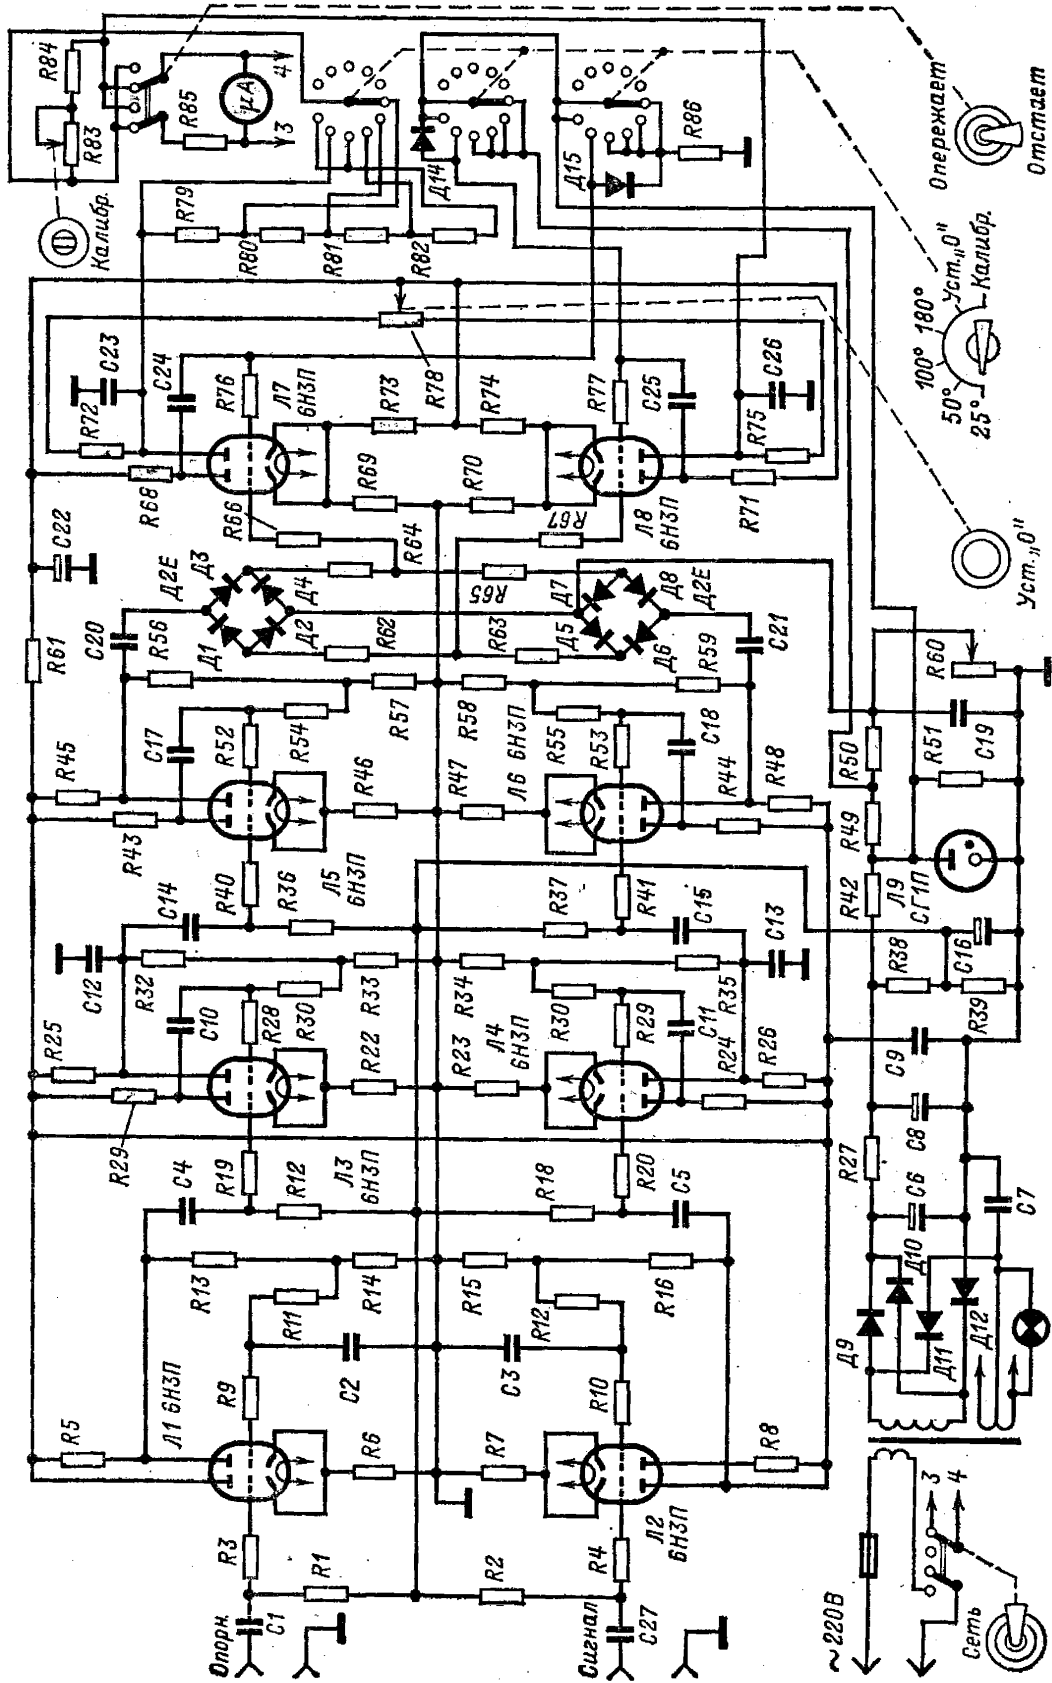 Опорн.
C1
R3
R1
R2
Сигнал
C27
R4
R5
Л1 6Н3П
R9
R6
R7
R10
Л2
6Н3П
R8
C2
C3
R11
R12
R13
R14
R15
R16
C4
R19
R12
R18
R20
C5
Л3
6Н3П
R29
R25
C12
R32
C10
R28
R30
R22
R33
R23
R34
Л4
6Н3П
R30
R29
C11
R35
R24
R26
C13
C14
R40
R36
R37
R41
C15
Л5
6Н3П
R43
R45
C17
R52
R54
R46
R57
R47
R58
Л6 6Н3П
R55
R53
C18
R59
R44
R48
R61
C20
R56
Д1
Д2Е
Д3
Д2
Д4
R62
R63
R64
R65
Д5
Д7
Д6
Д8
Д2Е
C21
C22
R68
R66
R67
R69
R70
Л8
6Н3П
R71
R72
C23
C24
R76
Л7
6Н3П
R73
R78
R74
R77
C25
R75
C26
Калибр.
R79
R80
R81
R82
R83
R84
R85
μА
3
4
Д14
Д15
R86
~220В
Сеть
3
4
Д9
Д10
Д11
Д12
C6
C7
R27
C8
C9
R38
R39
C16
R42
Л9
СГ1П
R49
R50
R51
C19
R60
Уст. „0"
25°
50°
100°
180°
Уст. „0"
Калибр.
Опережает
Отстает